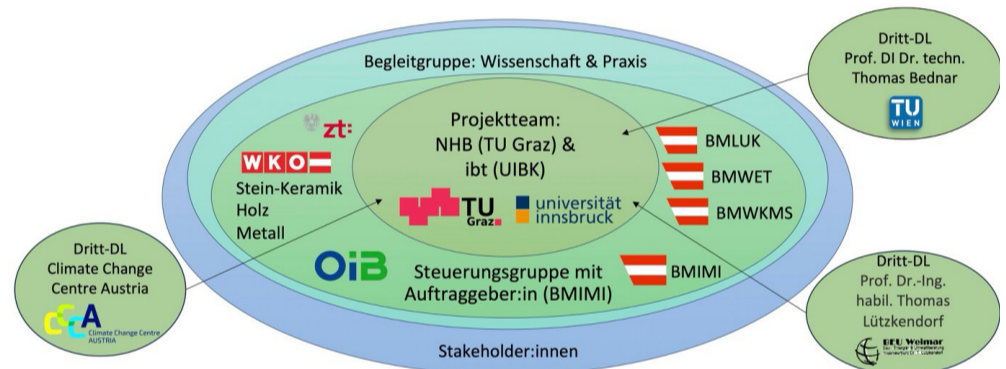 Begleitgruppe: Wissenschaft & Praxis
Dritt-DL
Prof. DI Dr. techn.
Thomas Bednar
TU
WIEN
zt:
WKO
Stein-Keramik
Holz
Metall
Projektteam:
NHB (TU Graz) &
ibt (UIBK)
TU
Graz
universität
innsbruck
BMLUK
BMWET
BMWKMS
OiB
Steuerungsgruppe mit
Auftraggeber:in (BMIMI)
BMIMI
Dritt-DL
Climate Change
Centre Austria
CCCA
Climate Change Centre
AUSTRIA
Dritt-DL
Prof. Dr.-Ing.
habil. Thomas
Lützkendorf
BEU Weimar
Stakeholder:innen